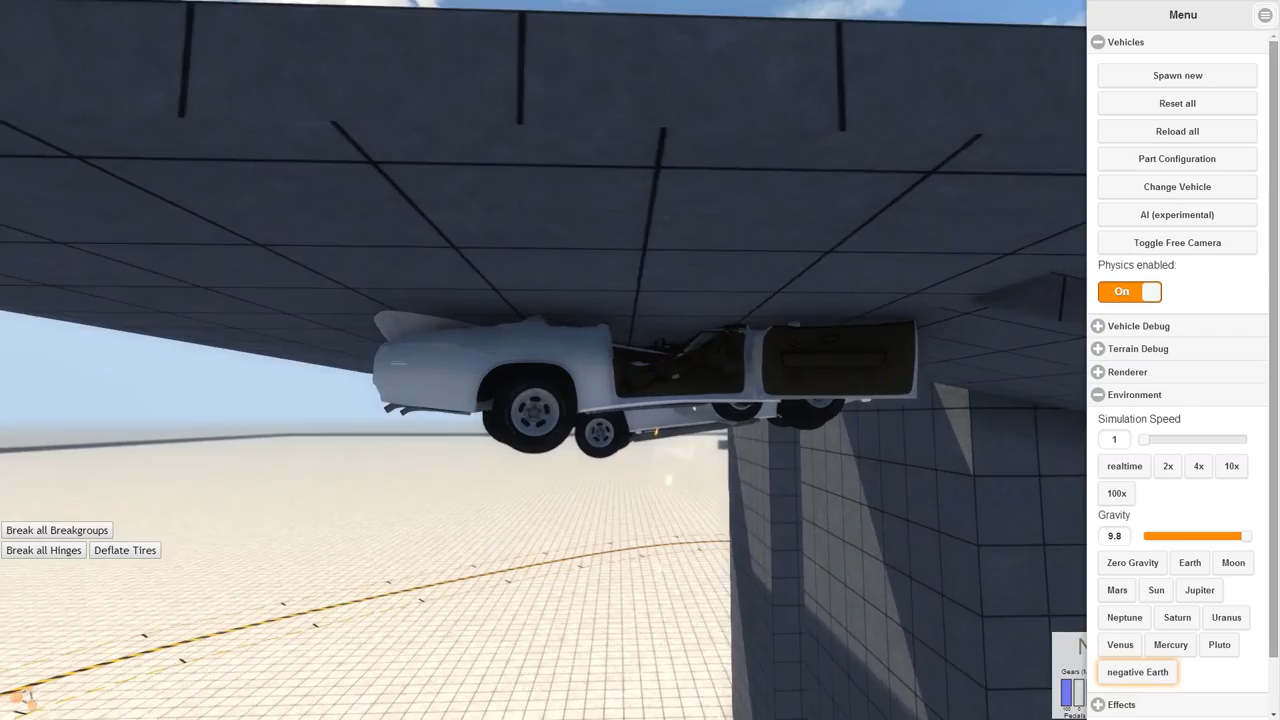 Menu
Vehicles
Spawn new
Reset all
Reload all
Part Configuration
Change Vehicle
AI (experimental)
Toggle Free Camera
Physics enabled:
On
Vehicle Debug
Terrain Debug
Renderer
Environment
Simulation Speed
1
realtime 2x 4x 10x
100x
Gravity
9.8
Zero Gravity Earth Moon
Mars Sun Jupiter
Neptune Saturn Uranus
Venus Mercury Pluto
negative Earth
Effects
Break all Breakgroups
Break all Hinges Deflate Tires
N
Gears
Pedals